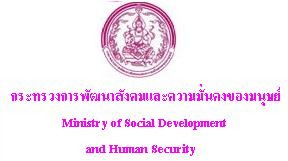 กระทรวงการพัฒนาสังคมและความมั่นคงของมนุษย์
Ministry of Social Development
and Human Security